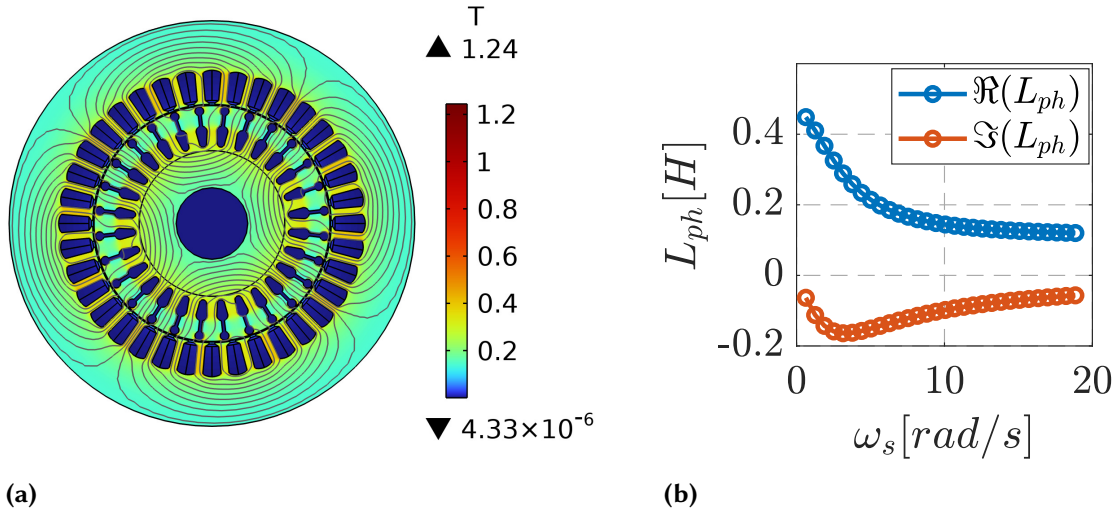 T
▲ 1.24
1.2
1
0.8
0.6
0.4
0.2
▼ 4.33×10⁻⁶
(a)
ℜ(L_ph)
ℑ(L_ph)
L_ph[H]
0.4
0.2
0
-0.2
0
10
20
ω_s[rad/s]
(b)